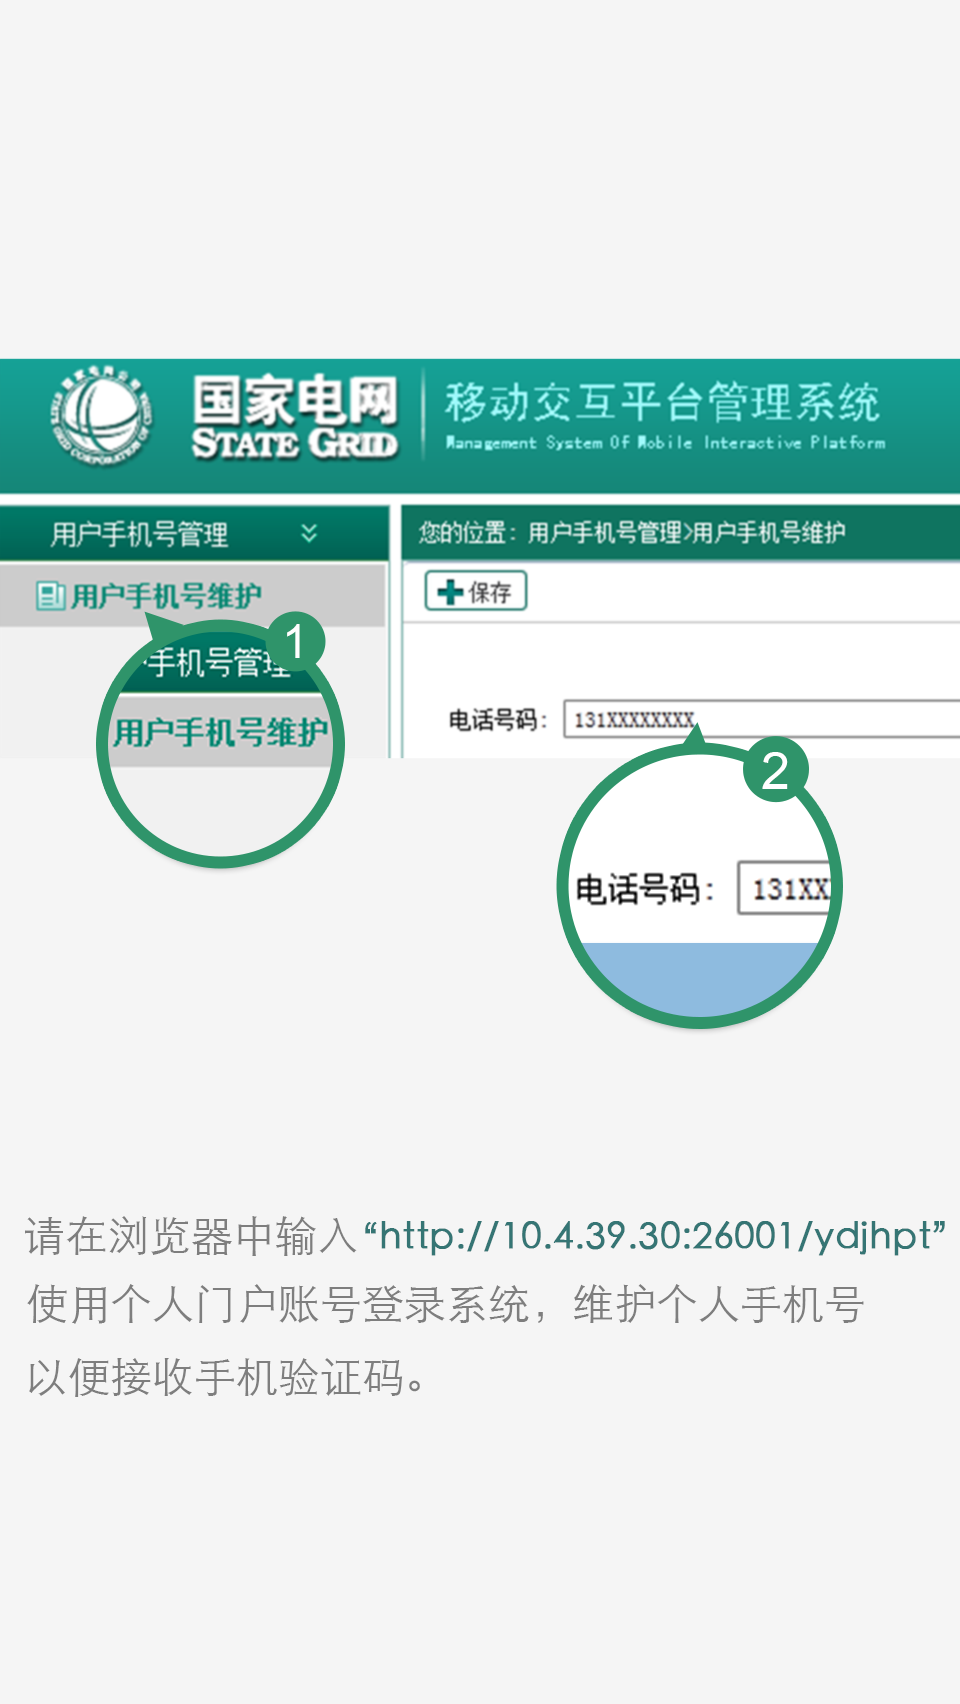 国家电网
STATE GRID
移动交互平台管理系统
Management System Of Mobile Interactive Platform
用户手机号管理
您的位置：用户手机号管理>用户手机号维护
用户手机号维护
保存
1
手机号管理
用户手机号维护
电话号码：
131XXXXXXXX
2
电话号码：
131XX
请在浏览器中输入“http://10.4.39.30:26001/ydjhpt”
使用个人门户账号登录系统，维护个人手机号
以便接收手机验证码。